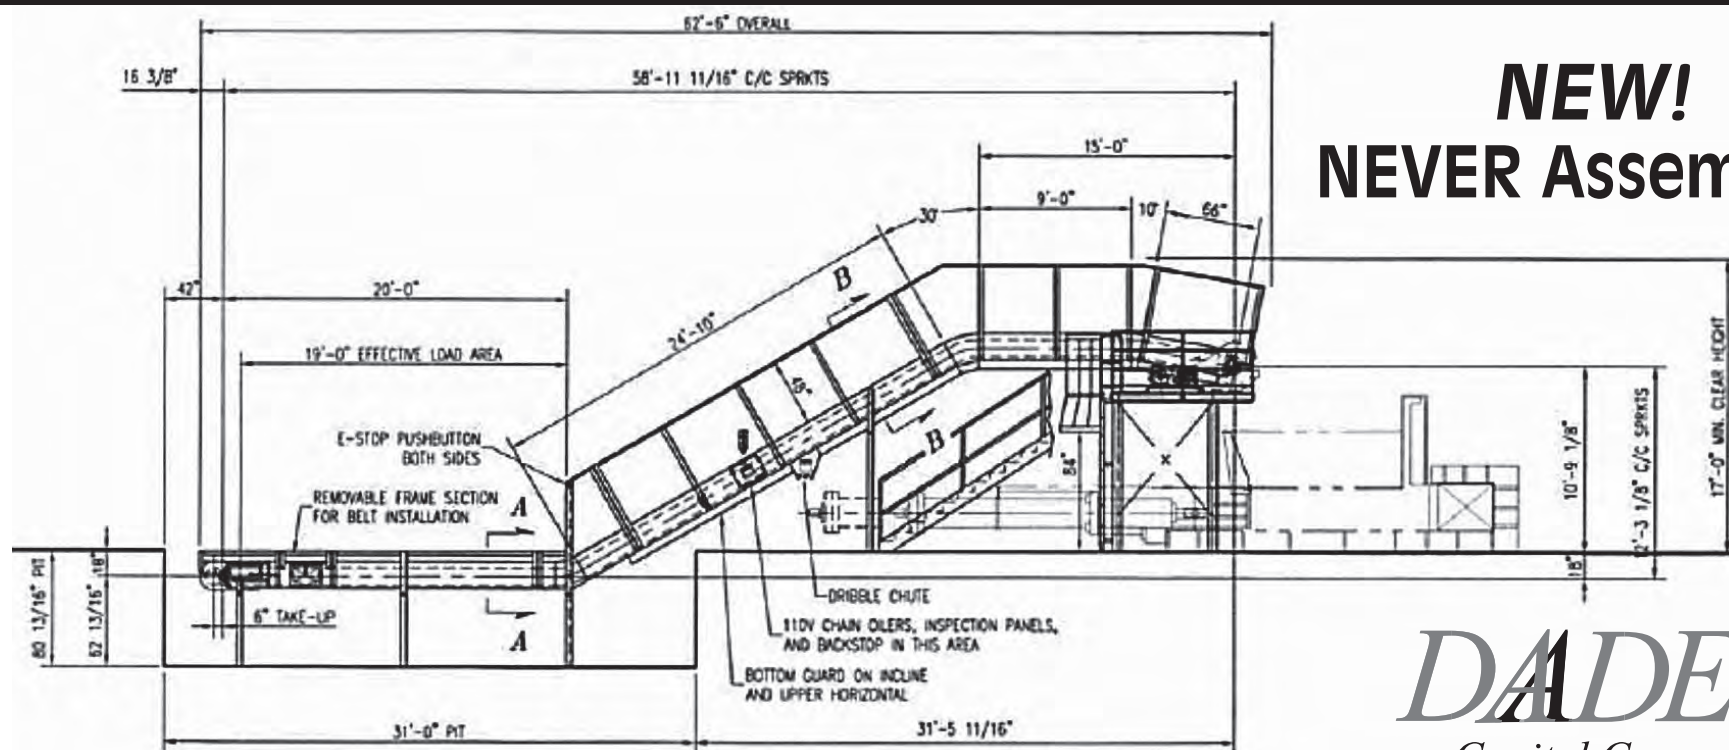 62'-6" OVERALL
16 3/8"
58'-11 11/16" C/C SPRKTS
NEW!
NEVER Assem
15'-0"
9'-0"
30'
10'
66"
B
42"
20'-0"
24'-10"
19'-0" EFFECTIVE LOAD AREA
48"
17'-0" MIN. CLEAR HEIGHT
E-STOP PUSHBUTTON
BOTH SIDES
B
84"
X
10'-9 1/8"
12'-3 1/8" C/C SPRKTS
REMOVABLE FRAME SECTION
FOR BELT INSTALLATION
A
18"
18"
80 13/16" PIT
62 13/16"
6" TAKE-UP
A
DRIBBLE CHUTE
110V CHAIN OILERS, INSPECTION PANELS,
AND BACKSTOP IN THIS AREA
BOTTOM GUARD ON INCLINE
AND UPPER HORIZONTAL
DADE
31'-0" PIT
31'-5 11/16"
Capital C